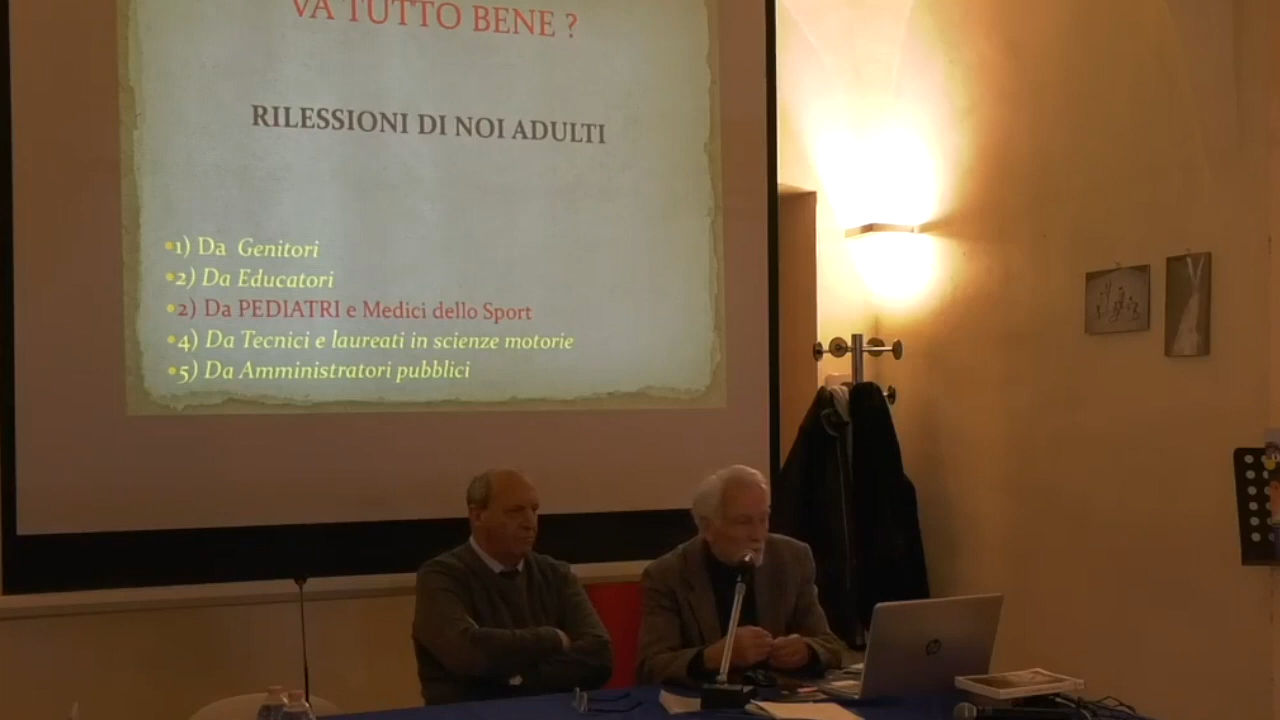 VA TUTTO BENE ?
RILESSIONI DI NOI ADULTI
•1) Da Genitori
•2) Da Educatori
•2) Da PEDIATRI e Medici dello Sport
•4) Da Tecnici e laureati in scienze motorie
•5) Da Amministratori pubblici
hp